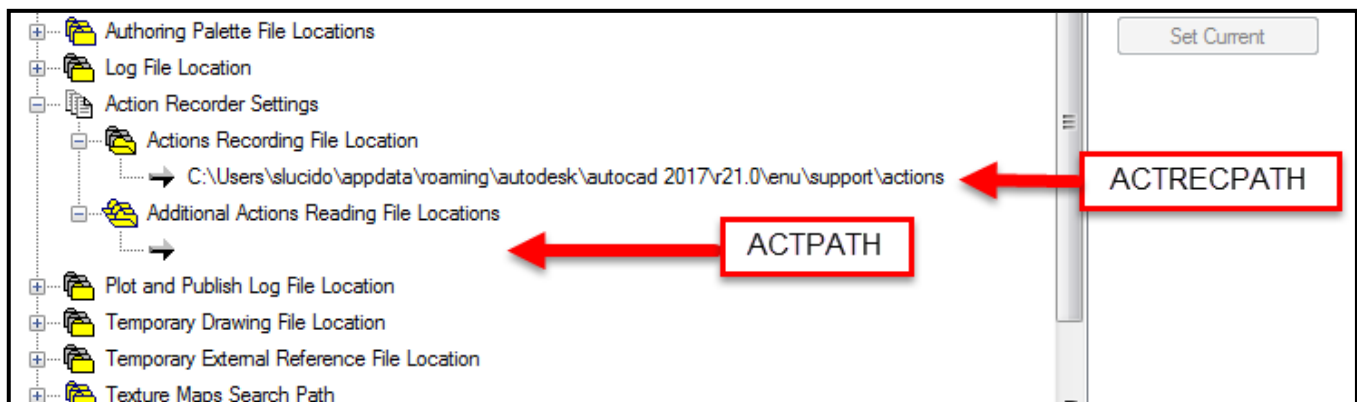 Authoring Palette File Locations
Set Current
Log File Location
Action Recorder Settings
Actions Recording File Location
C:\Users\slucido\appdata\roaming\autodesk\autocad 2017\r21.0\enu\support\actions
ACTRECPATH
Additional Actions Reading File Locations
ACTPATH
Plot and Publish Log File Location
Temporary Drawing File Location
Temporary External Reference File Location
Texture Maps Search Path